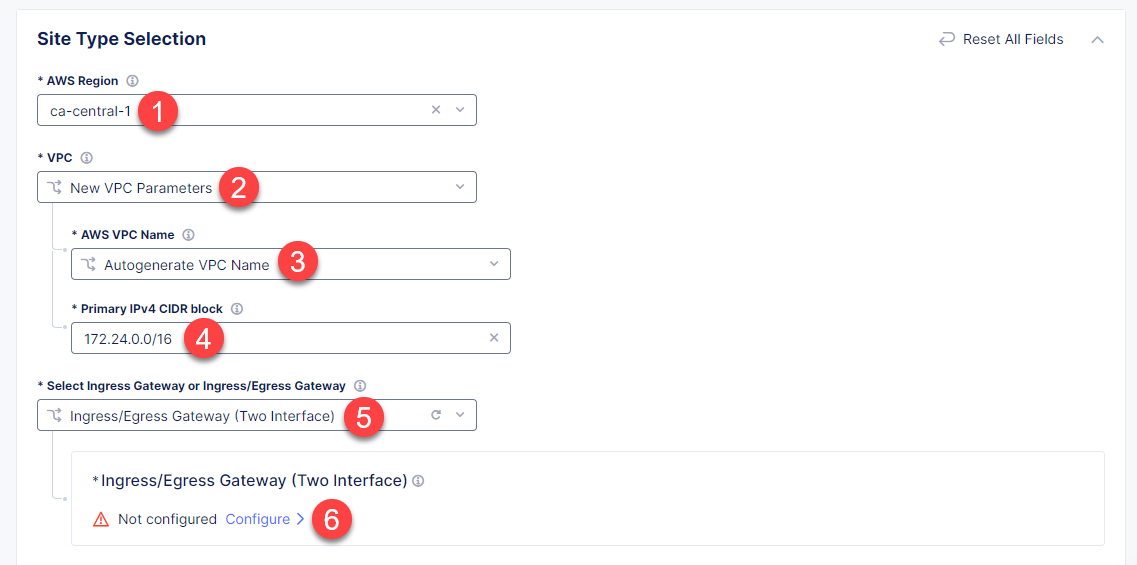 Site Type Selection
Reset All Fields
* AWS Region
ca-central-1
1
* VPC
New VPC Parameters
2
* AWS VPC Name
Autogenerate VPC Name
3
* Primary IPv4 CIDR block
172.24.0.0/16
4
* Select Ingress Gateway or Ingress/Egress Gateway
Ingress/Egress Gateway (Two Interface)
5
* Ingress/Egress Gateway (Two Interface)
Not configured Configure
6